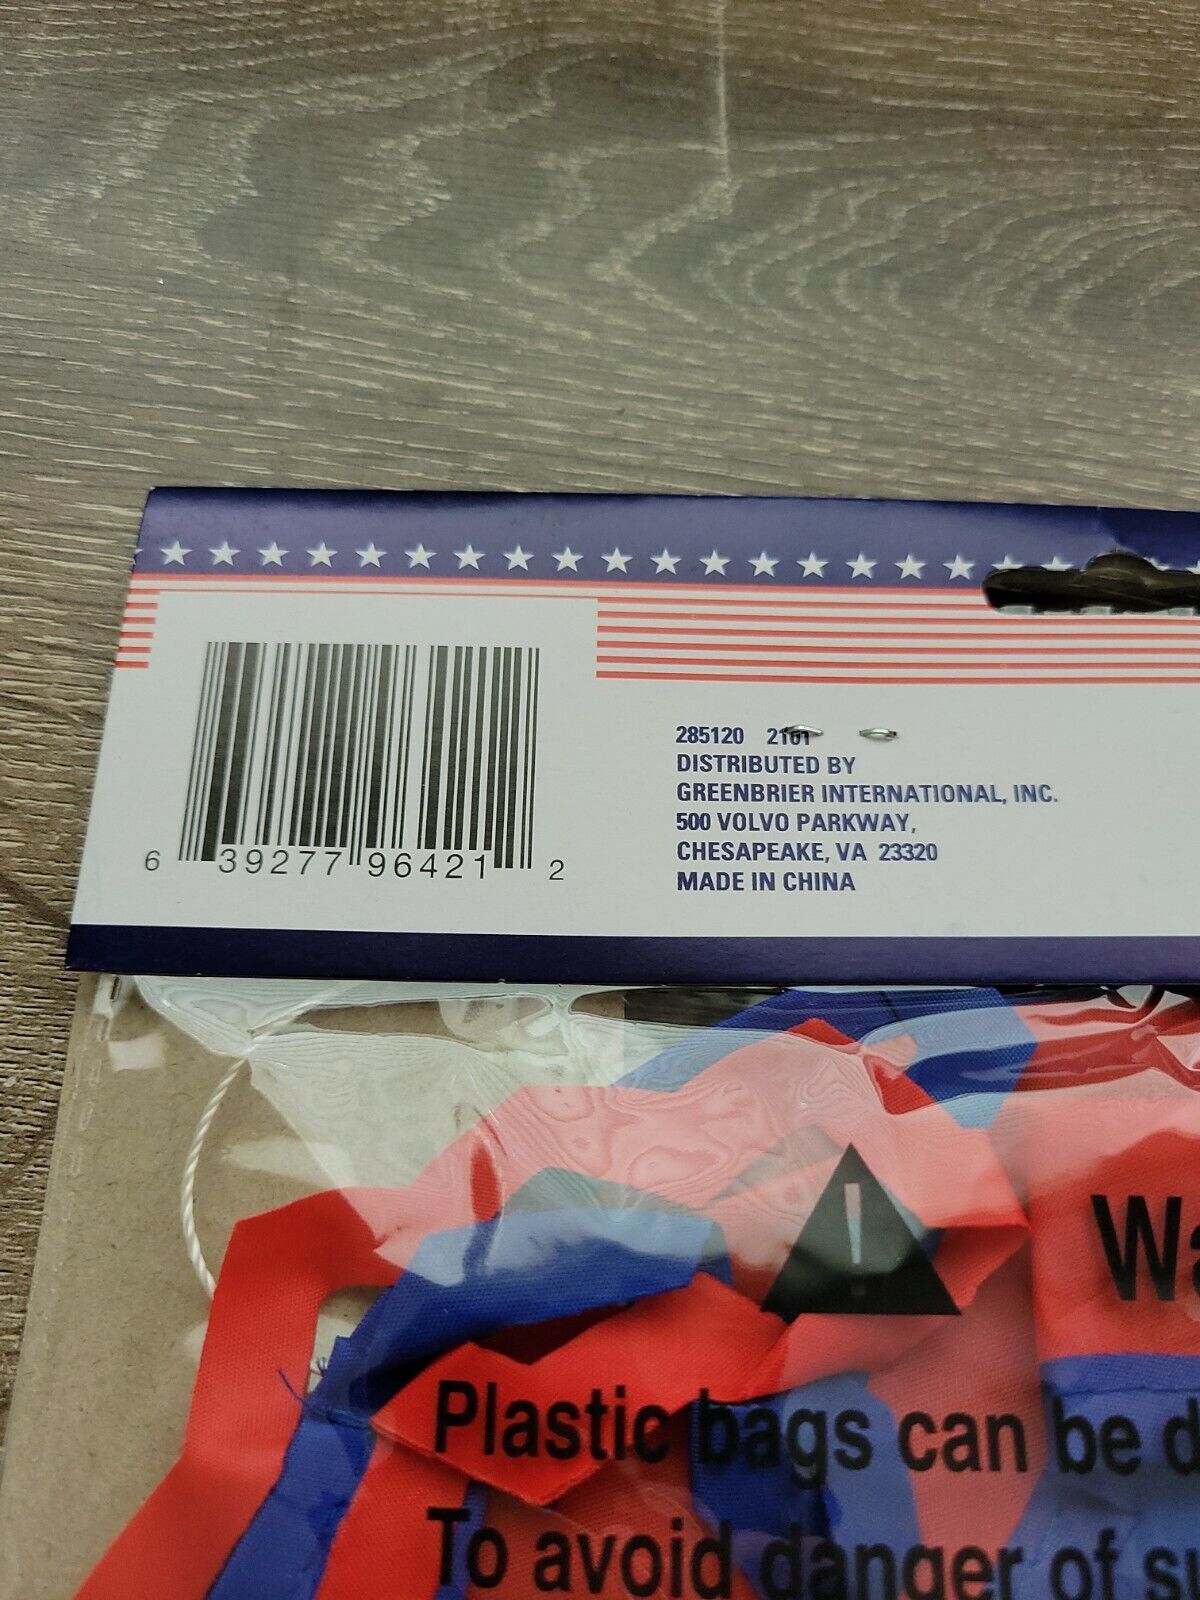 285120 2101
DISTRIBUTED BY
GREENBRIER INTERNATIONAL, INC.
500 VOLVO PARKWAY,
CHESAPEAKE, VA 23320
MADE IN CHINA
6 39277 96421 2
Plastic bags can be d
To avoid danger of su